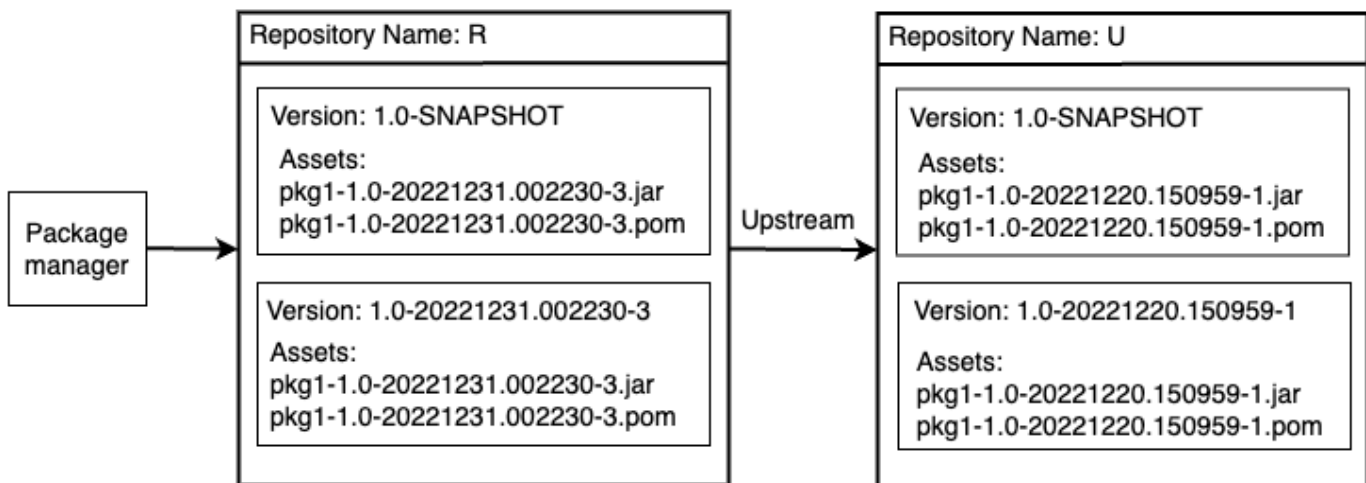 Package
manager
Repository Name: R
Version: 1.0-SNAPSHOT
Assets:
pkg1-1.0-20221231.002230-3.jar
pkg1-1.0-20221231.002230-3.pom
Version: 1.0-20221231.002230-3
Assets:
pkg1-1.0-20221231.002230-3.jar
pkg1-1.0-20221231.002230-3.pom
Upstream
Repository Name: U
Version: 1.0-SNAPSHOT
Assets:
pkg1-1.0-20221220.150959-1.jar
pkg1-1.0-20221220.150959-1.pom
Version: 1.0-20221220.150959-1
Assets:
pkg1-1.0-20221220.150959-1.jar
pkg1-1.0-20221220.150959-1.pom